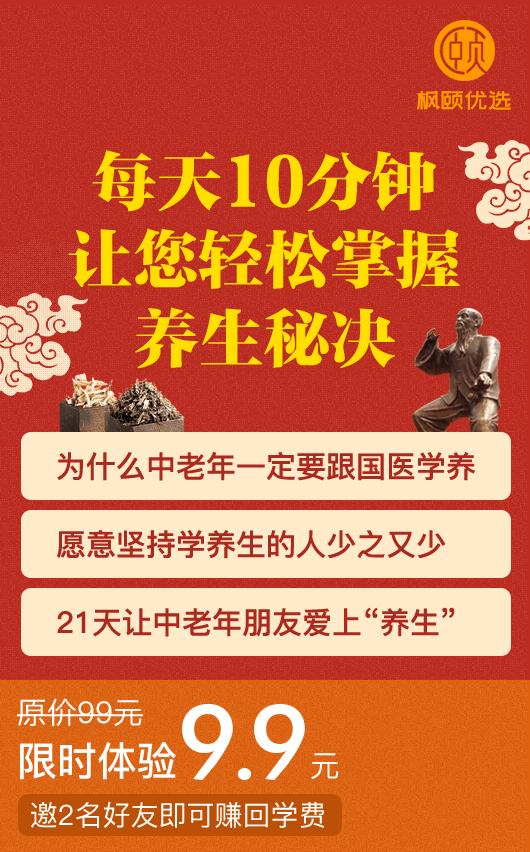 枫颐优选
每天10分钟
让您轻松掌握
养生秘决
为什么中老年一定要跟国医学养
愿意坚持学养生的人少之又少
21天让中老年朋友爱上“养生”
原价99元
限时体验9.9元
邀2名好友即可赚回学费